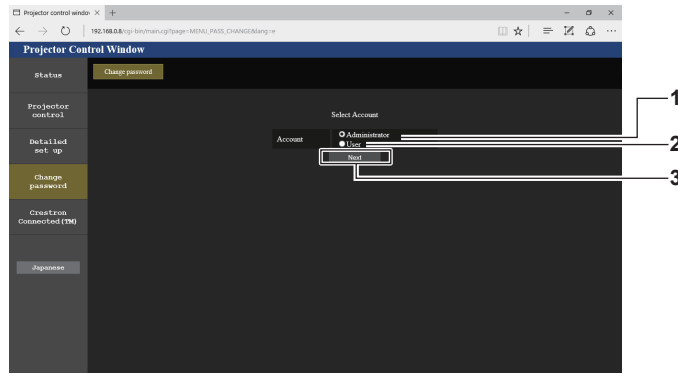 Projector control window × +
192.168.0.8/cgi-bin/main.cgi?page=MENU_PASS_CHANGE&lang=e
Projector Control Window
Status
Change password
Projector
control
Select Account
Account
Administrator
User
Next
1
2
3
Detailed
set up
Change
password
Crestron
Connected(TM)
Japanese